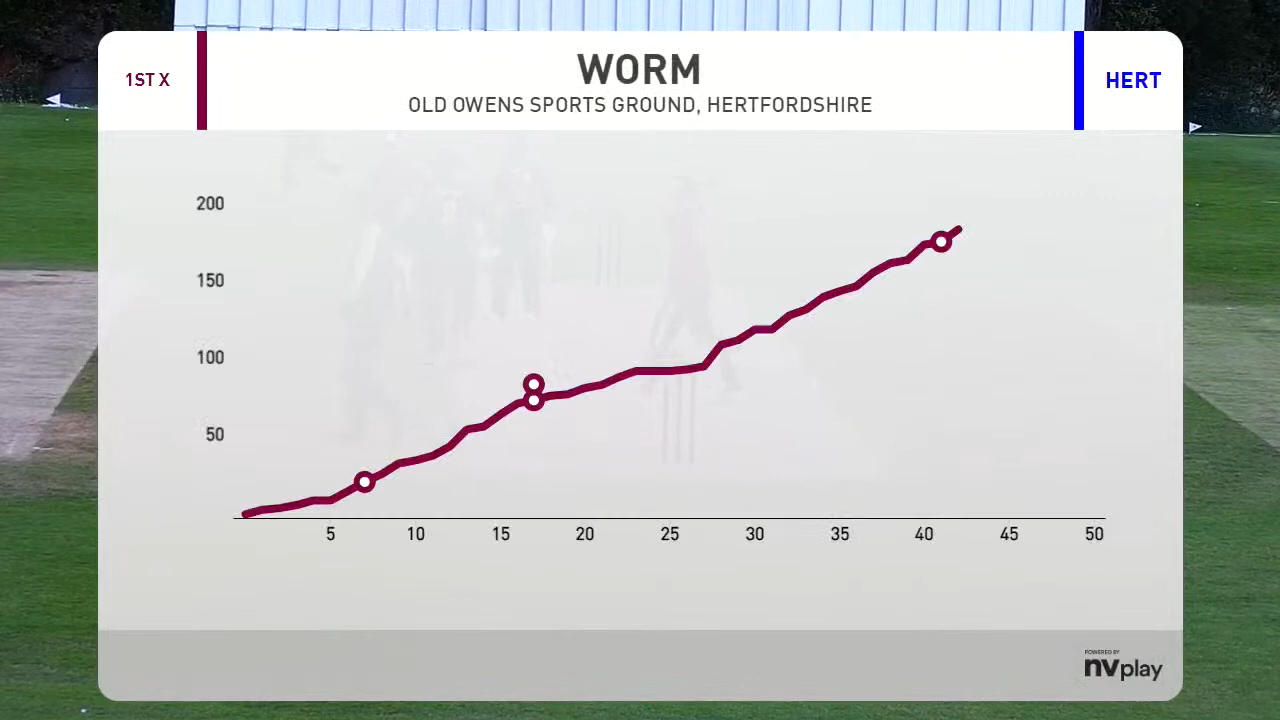 1ST X
WORM
OLD OWENS SPORTS GROUND, HERTFORDSHIRE
HERT
200
150
100
50
5 10 15 20 25 30 35 40 45 50
POWERED BY
nvplay